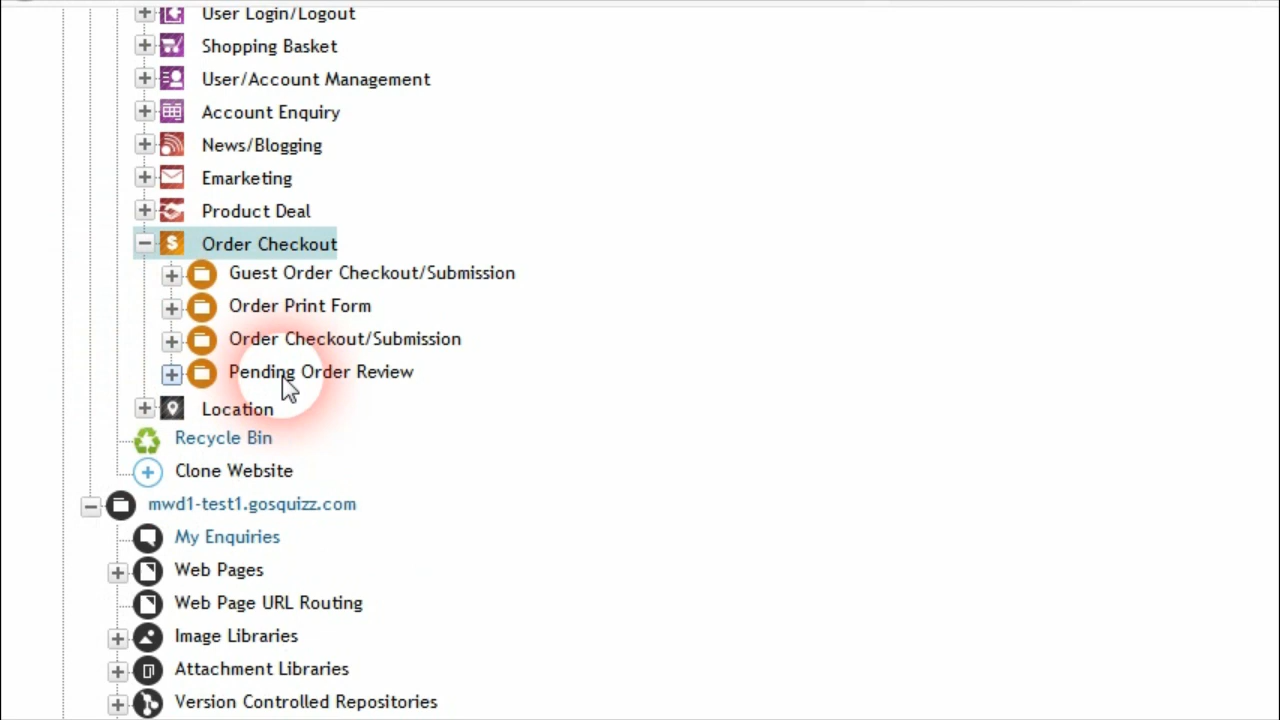 User Login/Logout
Shopping Basket
User/Account Management
Account Enquiry
News/Blogging
Emarketing
Product Deal
Order Checkout
Guest Order Checkout/Submission
Order Print Form
Order Checkout/Submission
Pending Order Review
Location
Recycle Bin
Clone Website
mwd1-test1.gosquizz.com
My Enquiries
Web Pages
Web Page URL Routing
Image Libraries
Attachment Libraries
Version Controlled Repositories